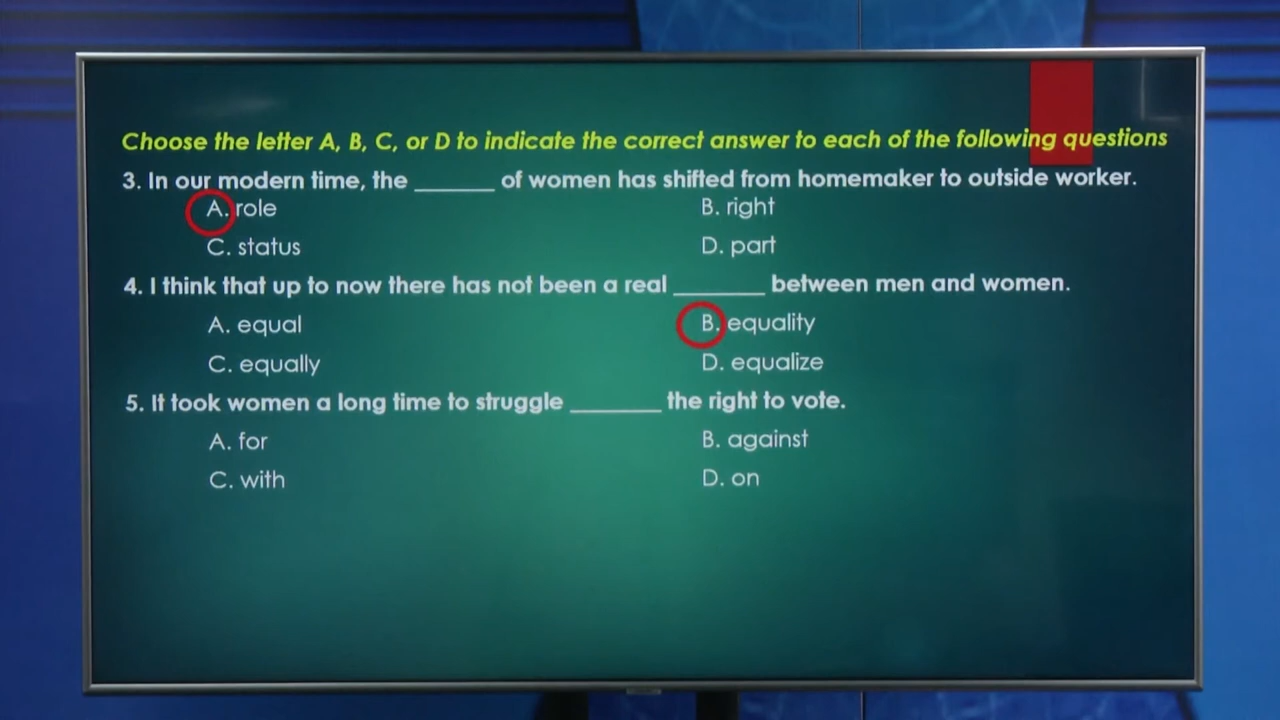 Choose the letter A, B, C, or D to indicate the correct answer to each of the following questions
3. In our modern time, the _______ of women has shifted from homemaker to outside worker.
A. role B. right
C. status D. part
4. I think that up to now there has not been a real ________ between men and women.
A. equal B. equality
C. equally D. equalize
5. It took women a long time to struggle ________ the right to vote.
A. for B. against
C. with D. on